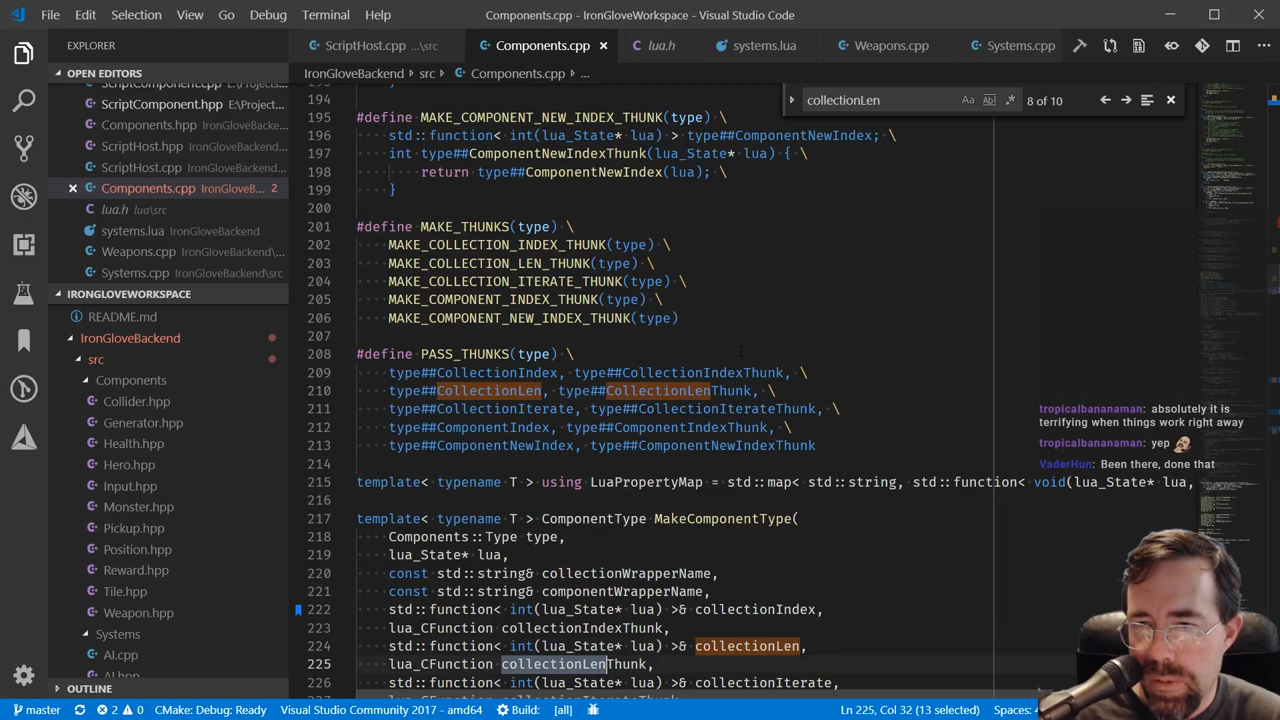 File Edit Selection View Go Debug Terminal Help Components.cpp - IronGloveWorkspace - Visual Studio Code
EXPLORER
ScriptHost.cpp ...\src
Components.cpp
lua.h
systems.lua
Weapons.cpp
Systems.cpp
OPEN EDITORS
ScriptComponent.cpp
ScriptComponent.hpp E:\Project...
Components.hpp IronGloveBacke...
ScriptComponent.hpp IronGloveB...
ScriptHost.cpp IronGloveBacken...
Components.cpp IronGloveB... 2
lua.h lua\src
systems.lua IronGloveBackend
Weapons.cpp IronGloveBackend
Systems.cpp IronGloveBackend\src
IRONGLOVEWORKSPACE
README.md
IronGloveBackend
src
Components
Collider.hpp
Generator.hpp
Health.hpp
Hero.hpp
Input.hpp
Monster.hpp
Pickup.hpp
Position.hpp
Reward.hpp
Tile.hpp
Weapon.hpp
Systems
AI.cpp
AI.hpp
OUTLINE
IronGloveBackend › src › Components.cpp › ...
collectionLen Aa Abl .* 8 of 10
194
195 #define MAKE_COMPONENT_NEW_INDEX_THUNK(type) \
196 std::function< int(lua_State* lua) > type##ComponentNewIndex; \
197 int type##ComponentNewIndexThunk(lua_State* lua) { \
198 return type##ComponentNewIndex(lua); \
199 }
200
201 #define MAKE_THUNKS(type) \
202 MAKE_COLLECTION_INDEX_THUNK(type) \
203 MAKE_COLLECTION_LEN_THUNK(type) \
204 MAKE_COLLECTION_ITERATE_THUNK(type) \
205 MAKE_COMPONENT_INDEX_THUNK(type) \
206 MAKE_COMPONENT_NEW_INDEX_THUNK(type)
207
208 #define PASS_THUNKS(type) \
209 type##CollectionIndex, type##CollectionIndexThunk, \
210 type##CollectionLen, type##CollectionLenThunk, \
211 type##CollectionIterate, type##CollectionIterateThunk, \
212 type##ComponentIndex, type##ComponentIndexThunk, \
213 type##ComponentNewIndex, type##ComponentNewIndexThunk
214
215 template< typename T > using LuaPropertyMap = std::map< std::string, std::function< void(lua_State* lua,
216
217 template< typename T > ComponentType MakeComponentType(
218 Components::Type type,
219 lua_State* lua,
220 const std::string& collectionWrapperName,
221 const std::string& componentWrapperName,
222 std::function< int(lua_State* lua) >& collectionIndex,
223 lua_CFunction collectionIndexThunk,
224 std::function< int(lua_State* lua) >& collectionLen,
225 lua_CFunction collectionLenThunk,
226 std::function< int(lua_State* lua) >& collectionIterate,
tropicalbananaman: absolutely it is
terrifying when things work right away
tropicalbananaman: yep
VaderHun: Been there, done that
master 2 0 CMake: Debug: Ready Visual Studio Community 2017 - amd64 Build: [all] Ln 225, Col 32 (13 selected) Spaces: